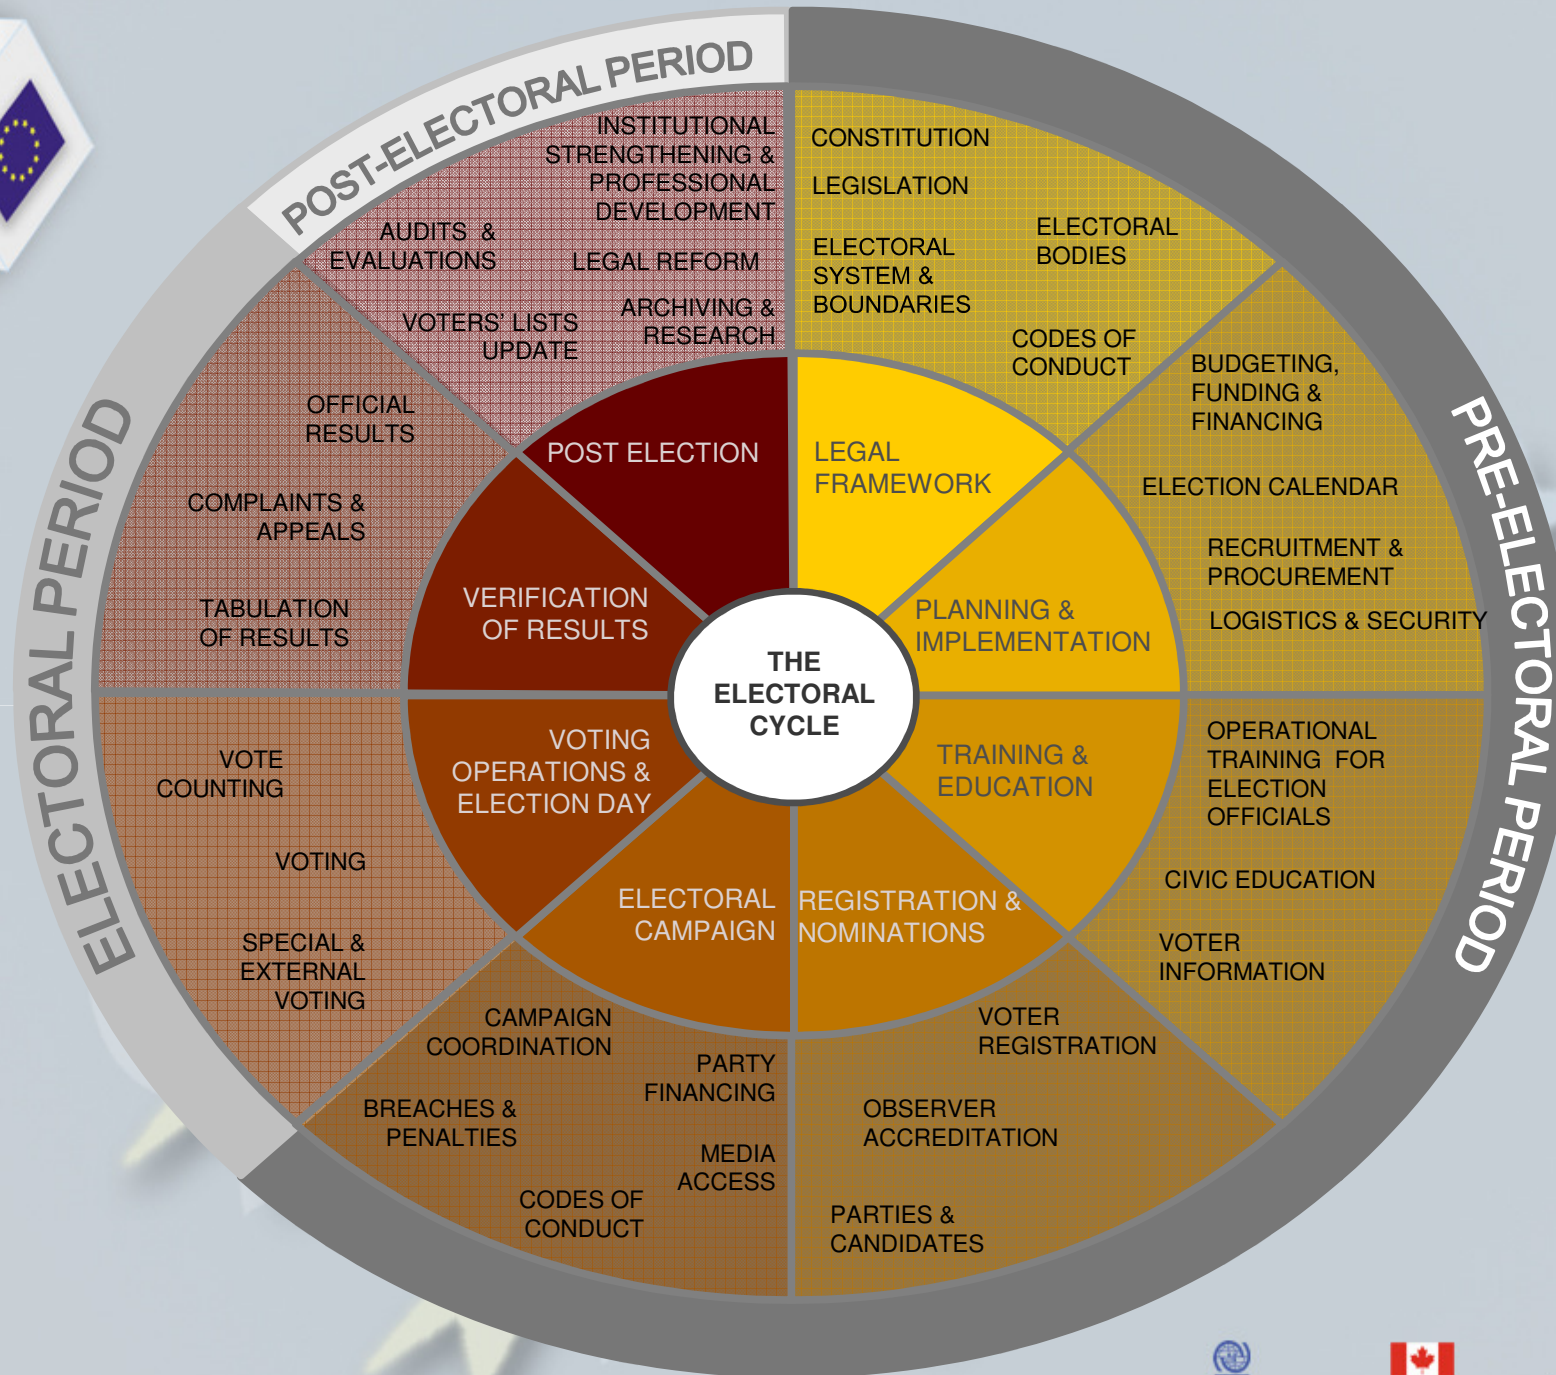 POST-ELECTORAL PERIOD
INSTITUTIONAL
STRENGTHENING &
PROFESSIONAL
DEVELOPMENT
AUDITS &
EVALUATIONS
LEGAL REFORM
ARCHIVING &
RESEARCH
VOTERS' LISTS
UPDATE
POST ELECTION
PRE-ELECTORAL PERIOD
CONSTITUTION
LEGISLATION
ELECTORAL
SYSTEM &
BOUNDARIES
ELECTORAL
BODIES
CODES OF
CONDUCT
LEGAL
FRAMEWORK
BUDGETING,
FUNDING &
FINANCING
ELECTION CALENDAR
RECRUITMENT &
PROCUREMENT
LOGISTICS & SECURITY
PLANNING &
IMPLEMENTATION
OPERATIONAL
TRAINING FOR
ELECTION
OFFICIALS
CIVIC EDUCATION
VOTER
INFORMATION
TRAINING &
EDUCATION
VOTER
REGISTRATION
OBSERVER
ACCREDITATION
PARTIES &
CANDIDATES
REGISTRATION &
NOMINATIONS
CAMPAIGN
COORDINATION
PARTY
FINANCING
BREACHES &
PENALTIES
MEDIA
ACCESS
CODES OF
CONDUCT
ELECTORAL
CAMPAIGN
ELECTORAL PERIOD
VOTE
COUNTING
VOTING
SPECIAL &
EXTERNAL
VOTING
VOTING
OPERATIONS &
ELECTION DAY
OFFICIAL
RESULTS
COMPLAINTS &
APPEALS
TABULATION
OF RESULTS
VERIFICATION
OF RESULTS
THE
ELECTORAL
CYCLE